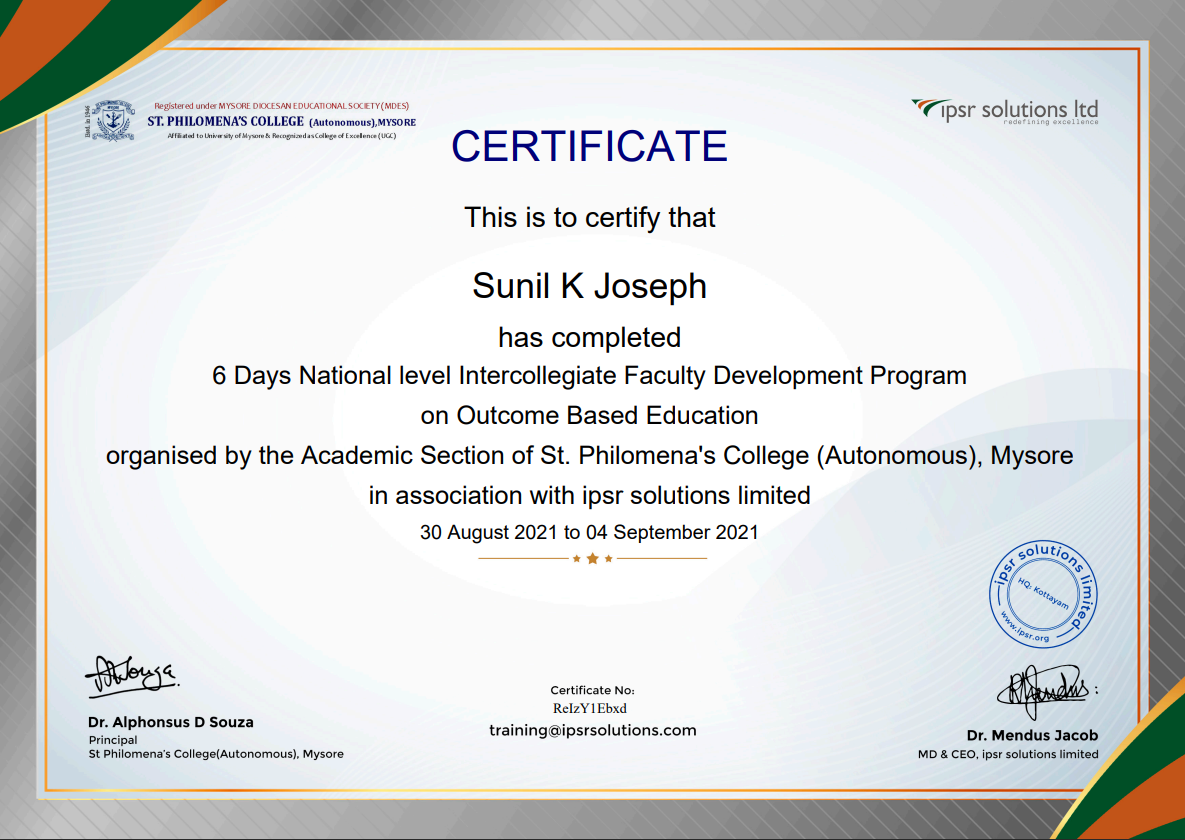 Estd. in 1946
Registered under MYSORE DIOCESAN EDUCATIONAL SOCIETY (MDES)
ST. PHILOMENA'S COLLEGE (Autonomous),MYSORE
Affiliated to University of Mysore & Recognized as College of Excellence (UGC)
ipsr solutions ltd
redefining excellence
CERTIFICATE
This is to certify that
Sunil K Joseph
has completed
6 Days National level Intercollegiate Faculty Development Program
on Outcome Based Education
organised by the Academic Section of St. Philomena's College (Autonomous), Mysore
in association with ipsr solutions limited
30 August 2021 to 04 September 2021
ipsr solutions limited
HQ: Kottayam
www.ipsr.org
Certificate No:
ReIzY1Ebxd
training@ipsrsolutions.com
Dr. Alphonsus D Souza
Principal
St Philomena's College(Autonomous), Mysore
Dr. Mendus Jacob
MD & CEO, ipsr solutions limited